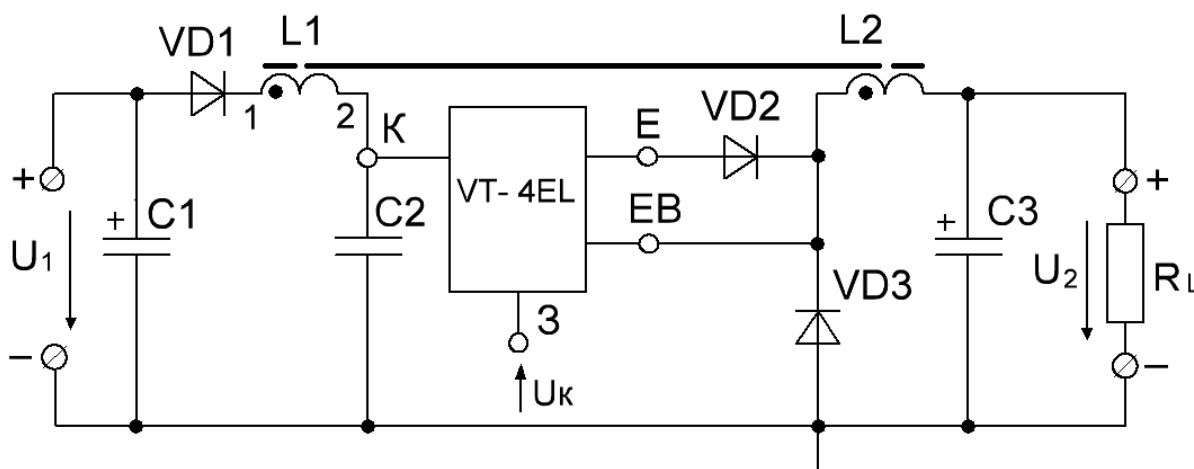 VD1
L1
L2
1
2
К
E
VD2
VT- 4EL
EB
+
+
C1
C2
+
C3
+
U1
VD3
U2
RL
З
−
−
Uк